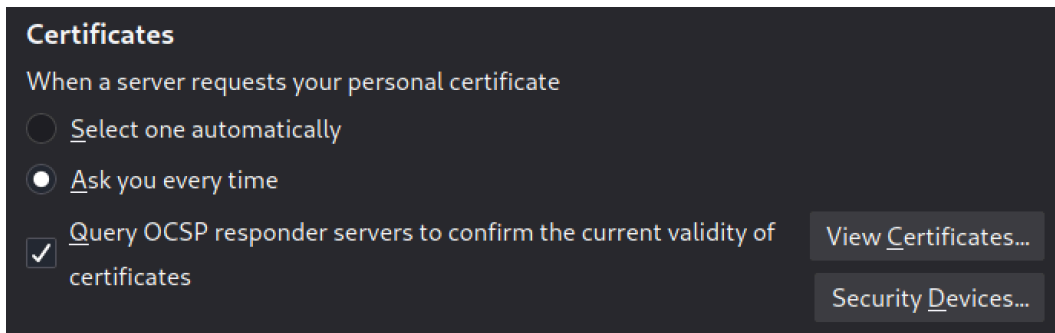 Certificates
When a server requests your personal certificate
Select one automatically
Ask you every time
Query OCSP responder servers to confirm the current validity of
certificates
View Certificates...
Security Devices...